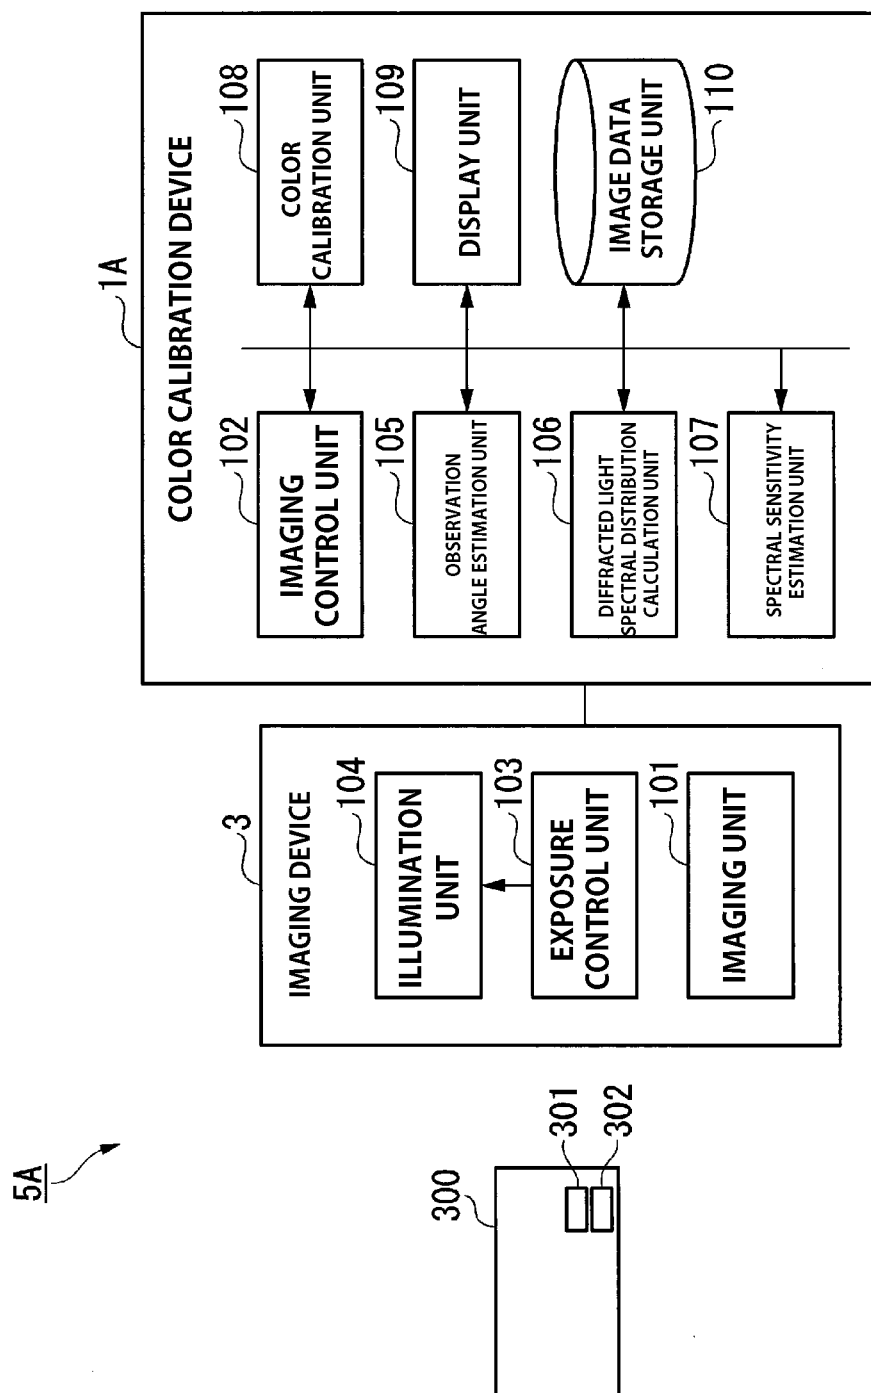 5A
300
301
302
3
IMAGING DEVICE
104
ILLUMINATION
UNIT
103
EXPOSURE
CONTROL UNIT
101
IMAGING UNIT
1A
COLOR CALIBRATION DEVICE
102
IMAGING
CONTROL UNIT
105
OBSERVATION
ANGLE ESTIMATION UNIT
106
DIFFRACTED LIGHT
SPECTRAL DISTRIBUTION
CALCULATION UNIT
107
SPECTRAL SENSITIVITY
ESTIMATION UNIT
108
COLOR
CALIBRATION UNIT
109
DISPLAY UNIT
110
IMAGE DATA
STORAGE UNIT